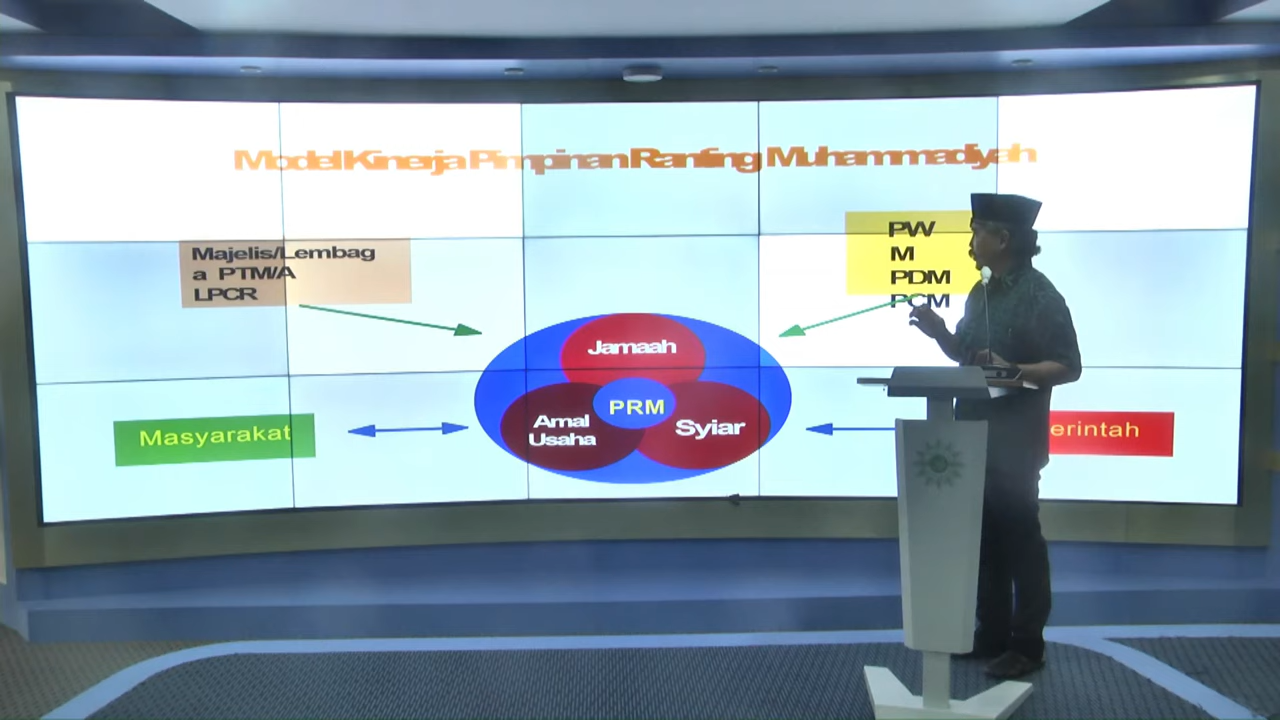 Model Kinerja Pimpinan Ranting Muhammadiyah
Majelis/Lembag
a PTM/A
LPCR
PW
M
PDM
PCM
Jamaah
PRM
Amal
Usaha
Syiar
Masyarakat
erintah